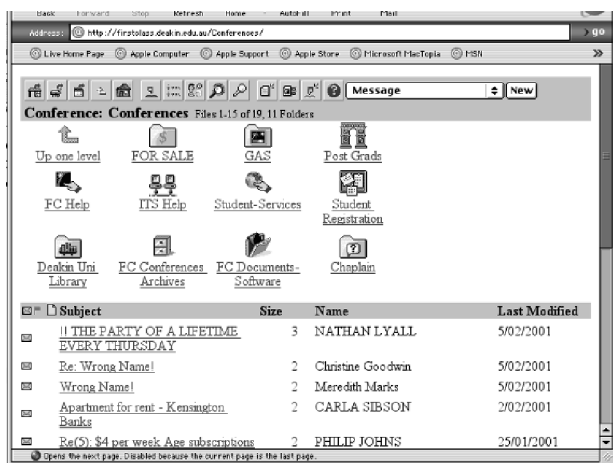 Back Forward Stop Refresh Home AutoFill Print Mail
Address: http://firstclass.deakin.edu.au/Conferences/ go
Live Home Page Apple Computer Apple Support Apple Store Microsoft MacTopia MSN »
Message New
Conference: Conferences Files 1-15 of 19, 11 Folders
Up one level FOR SALE GAS Post Grads
FC Help ITS Help Student-Services Student
Registration
Deakin Uni FC Conferences FC Documents- Chaplain
Library Archives Software
Subject Size Name Last Modified
!! THE PARTY OF A LIFETIME 3 NATHAN LYALL 5/02/2001
EVERY THURSDAY
Re: Wrong Name! 2 Christine Goodwin 5/02/2001
Wrong Name! 2 Meredith Marks 5/02/2001
Apartment for rent - Kensington 2 CARLA SIBSON 2/02/2001
Banks
Re(5): $4 per week Age subscriptions 2 PHILIP JOHNS 25/01/2001
Opens the next page. Disabled because the current page is the last page.